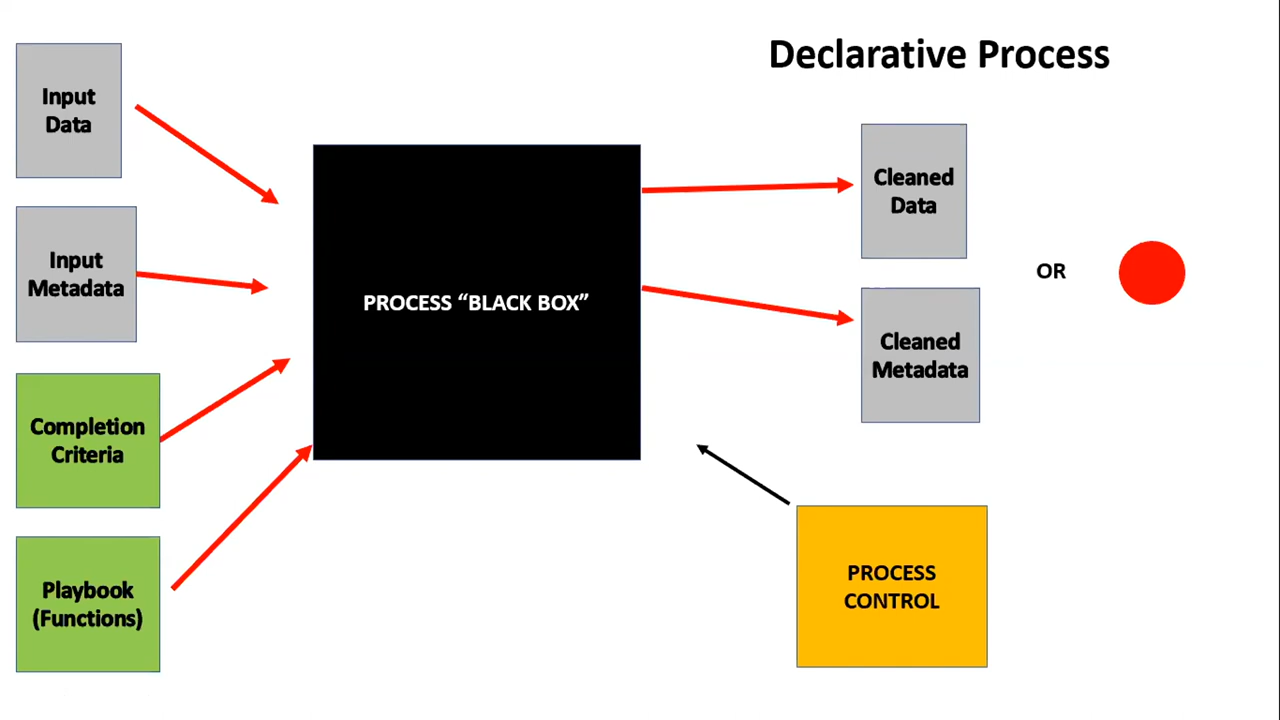 Declarative Process
Input
Data
Input
Metadata
Completion
Criteria
Playbook
(Functions)
PROCESS “BLACK BOX”
Cleaned
Data
Cleaned
Metadata
OR
PROCESS
CONTROL